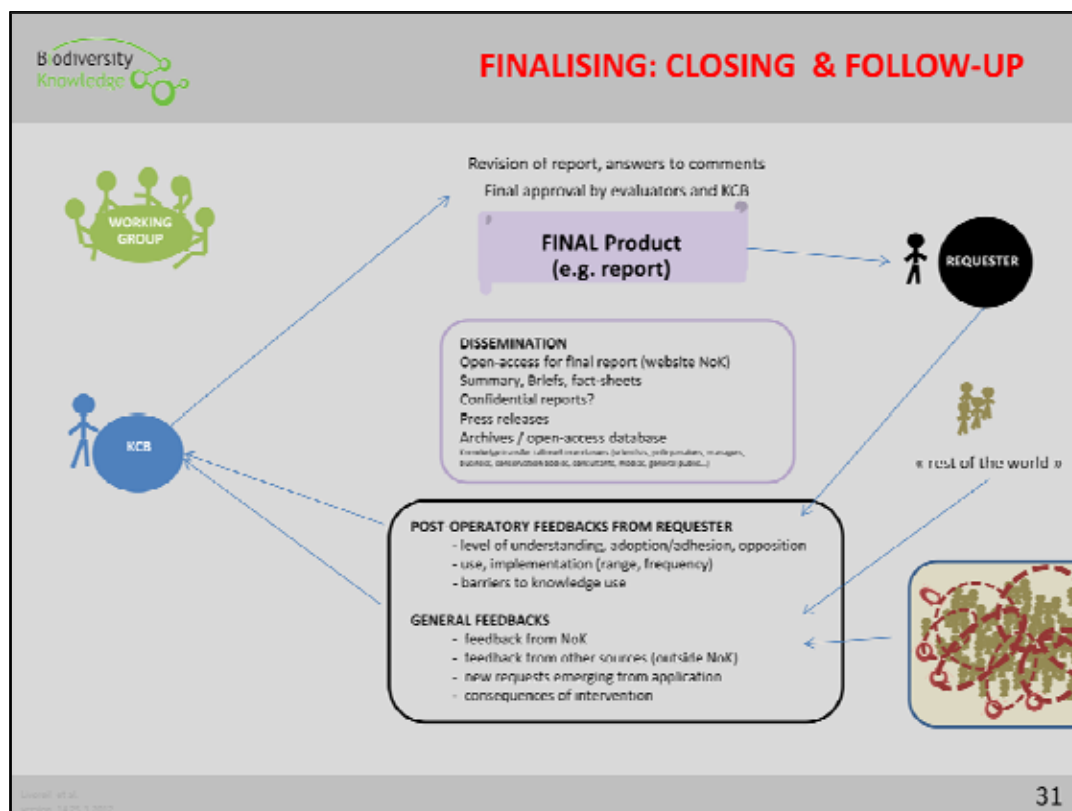 Biodiversity
Knowledge
FINALISING: CLOSING & FOLLOW-UP
Revision of report, answers to comments
Final approval by evaluators and KCB
WORKING
GROUP
FINAL Product
(e.g. report)
REQUESTER
DISSEMINATION
Open-access for final report (website NoK)
Summary, Briefs, fact-sheets
Confidential reports?
Press releases
Archives / open-access database
KCB
« rest of the world »
POST OPERATORY FEEDBACKS FROM REQUESTER
- level of understanding, adoption/adhesion, opposition
- use, implementation (range, frequency)
- barriers to knowledge use
GENERAL FEEDBACKS
- feedback from NoK
- feedback from other sources (outside NoK)
- new requests emerging from application
- consequences of intervention
31